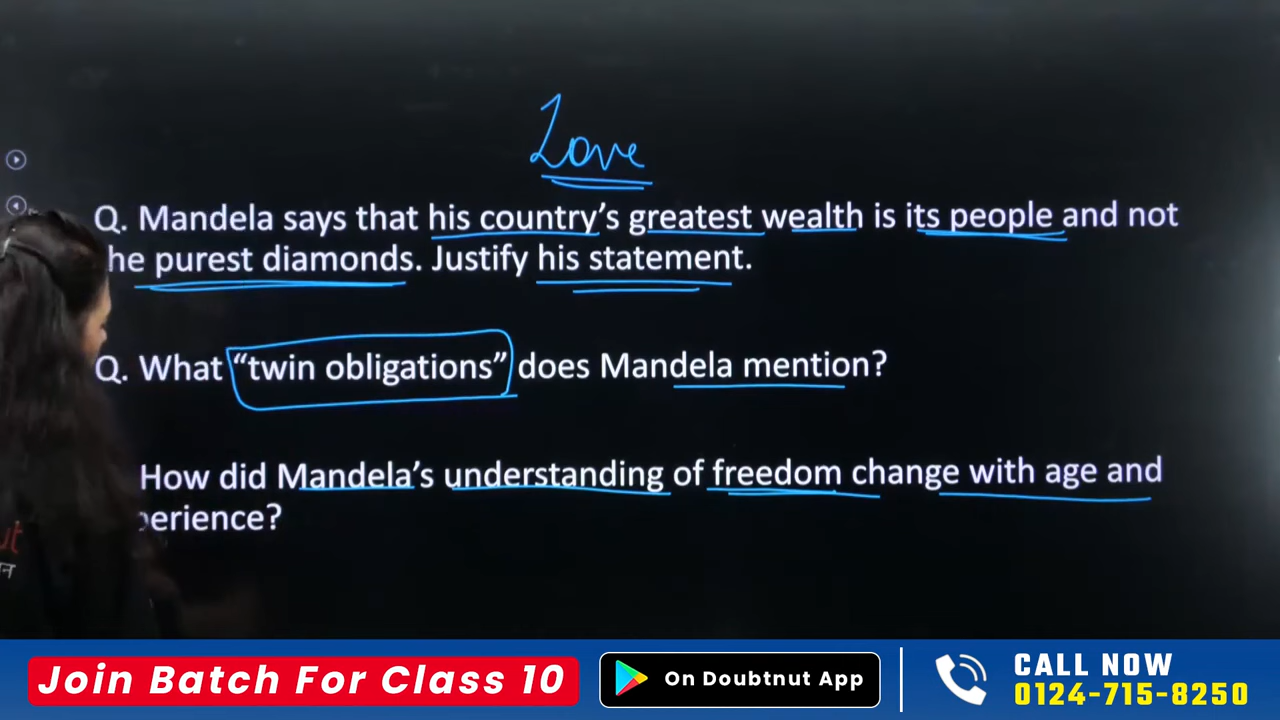 Love
Q. Mandela says that his country's greatest wealth is its people and not
he purest diamonds. Justify his statement.
Q. What “twin obligations” does Mandela mention?
How did Mandela's understanding of freedom change with age and
perience?
ut
Join Batch For Class 10
On Doubtnut App
CALL NOW
0124-715-8250